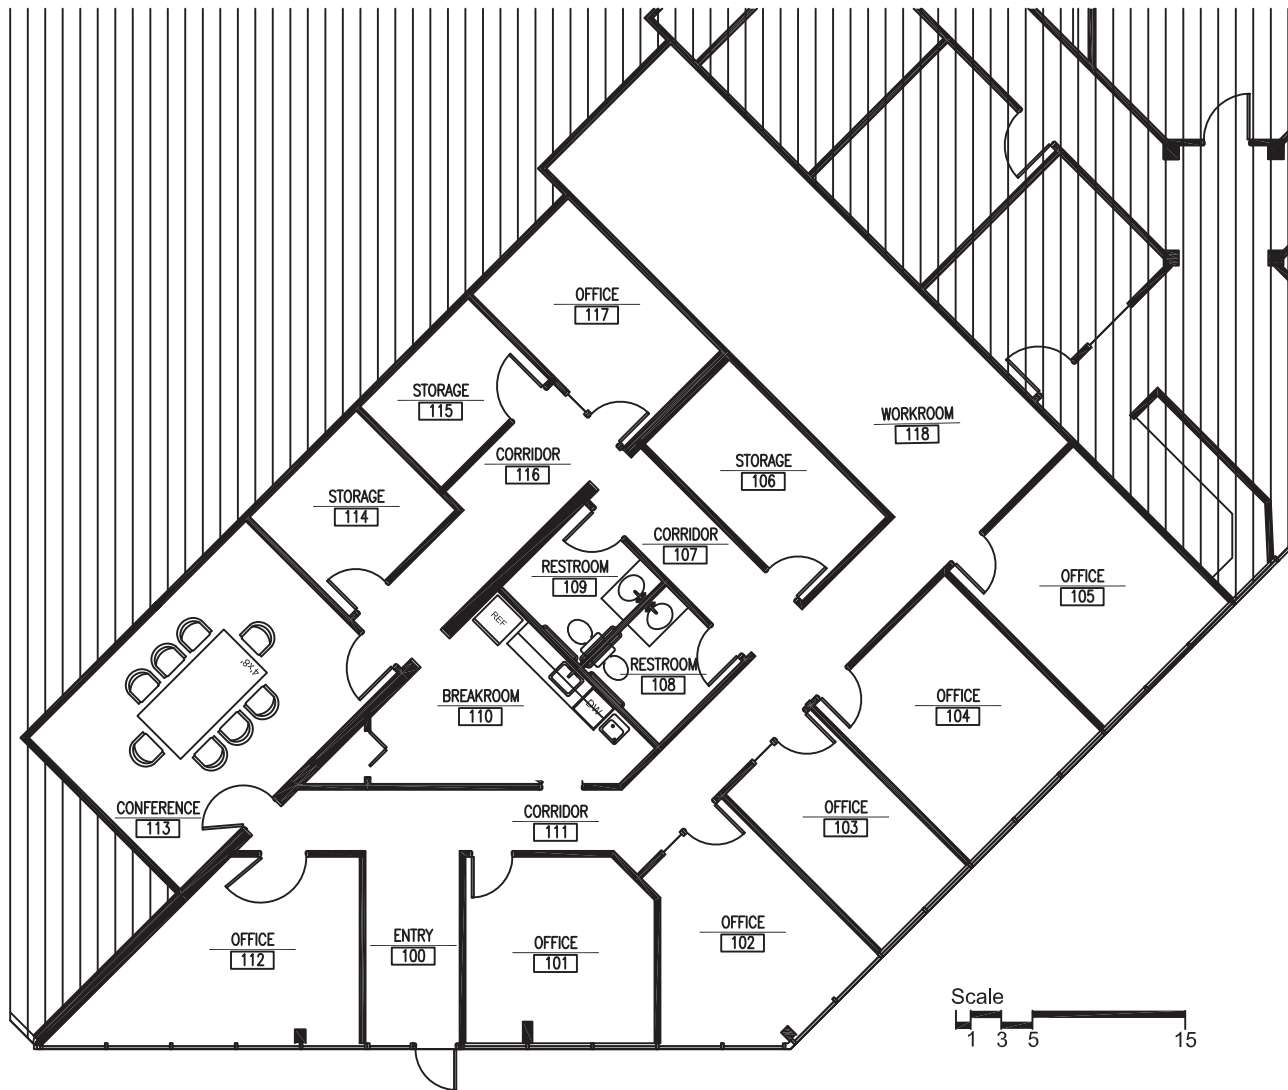 OFFICE
117
STORAGE
115
WORKROOM
118
CORRIDOR
116
STORAGE
106
STORAGE
114
CORRIDOR
107
RESTROOM
109
OFFICE
105
REF
4'X8'
RESTROOM
108
BREAKROOM
110
OFFICE
104
DW
CONFERENCE
113
CORRIDOR
111
OFFICE
103
OFFICE
102
ENTRY
100
OFFICE
112
OFFICE
101
Scale
1 3 5 15